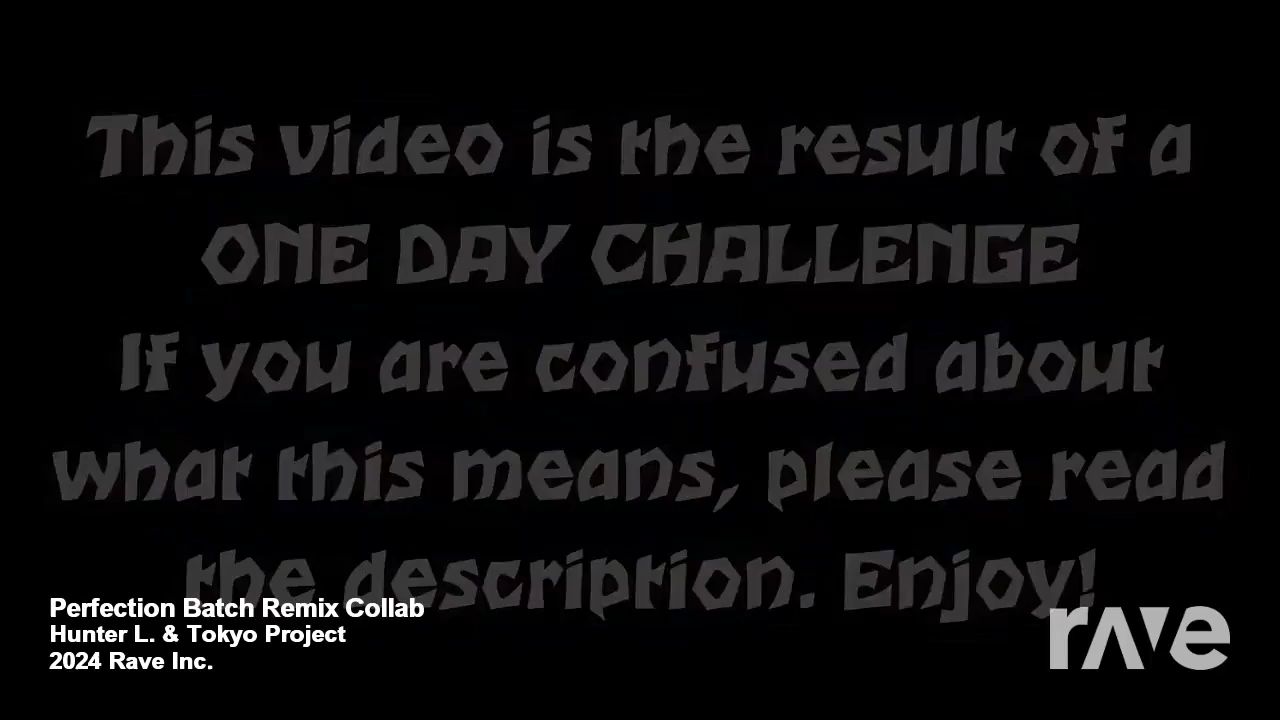 This video is the result of a
ONE DAY CHALLENGE
If you are confused about
what this means, please read
the description. Enjoy!
Perfection Batch Remix Collab
Hunter L. & Tokyo Project
2024 Rave Inc.
rave